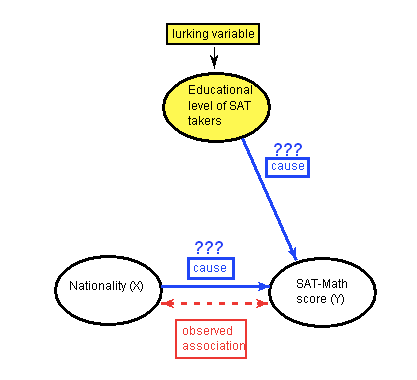 lurking variable
Educational
level of SAT
takers
???
cause
???
cause
Nationality (X)
SAT-Math
score (Y)
observed
association